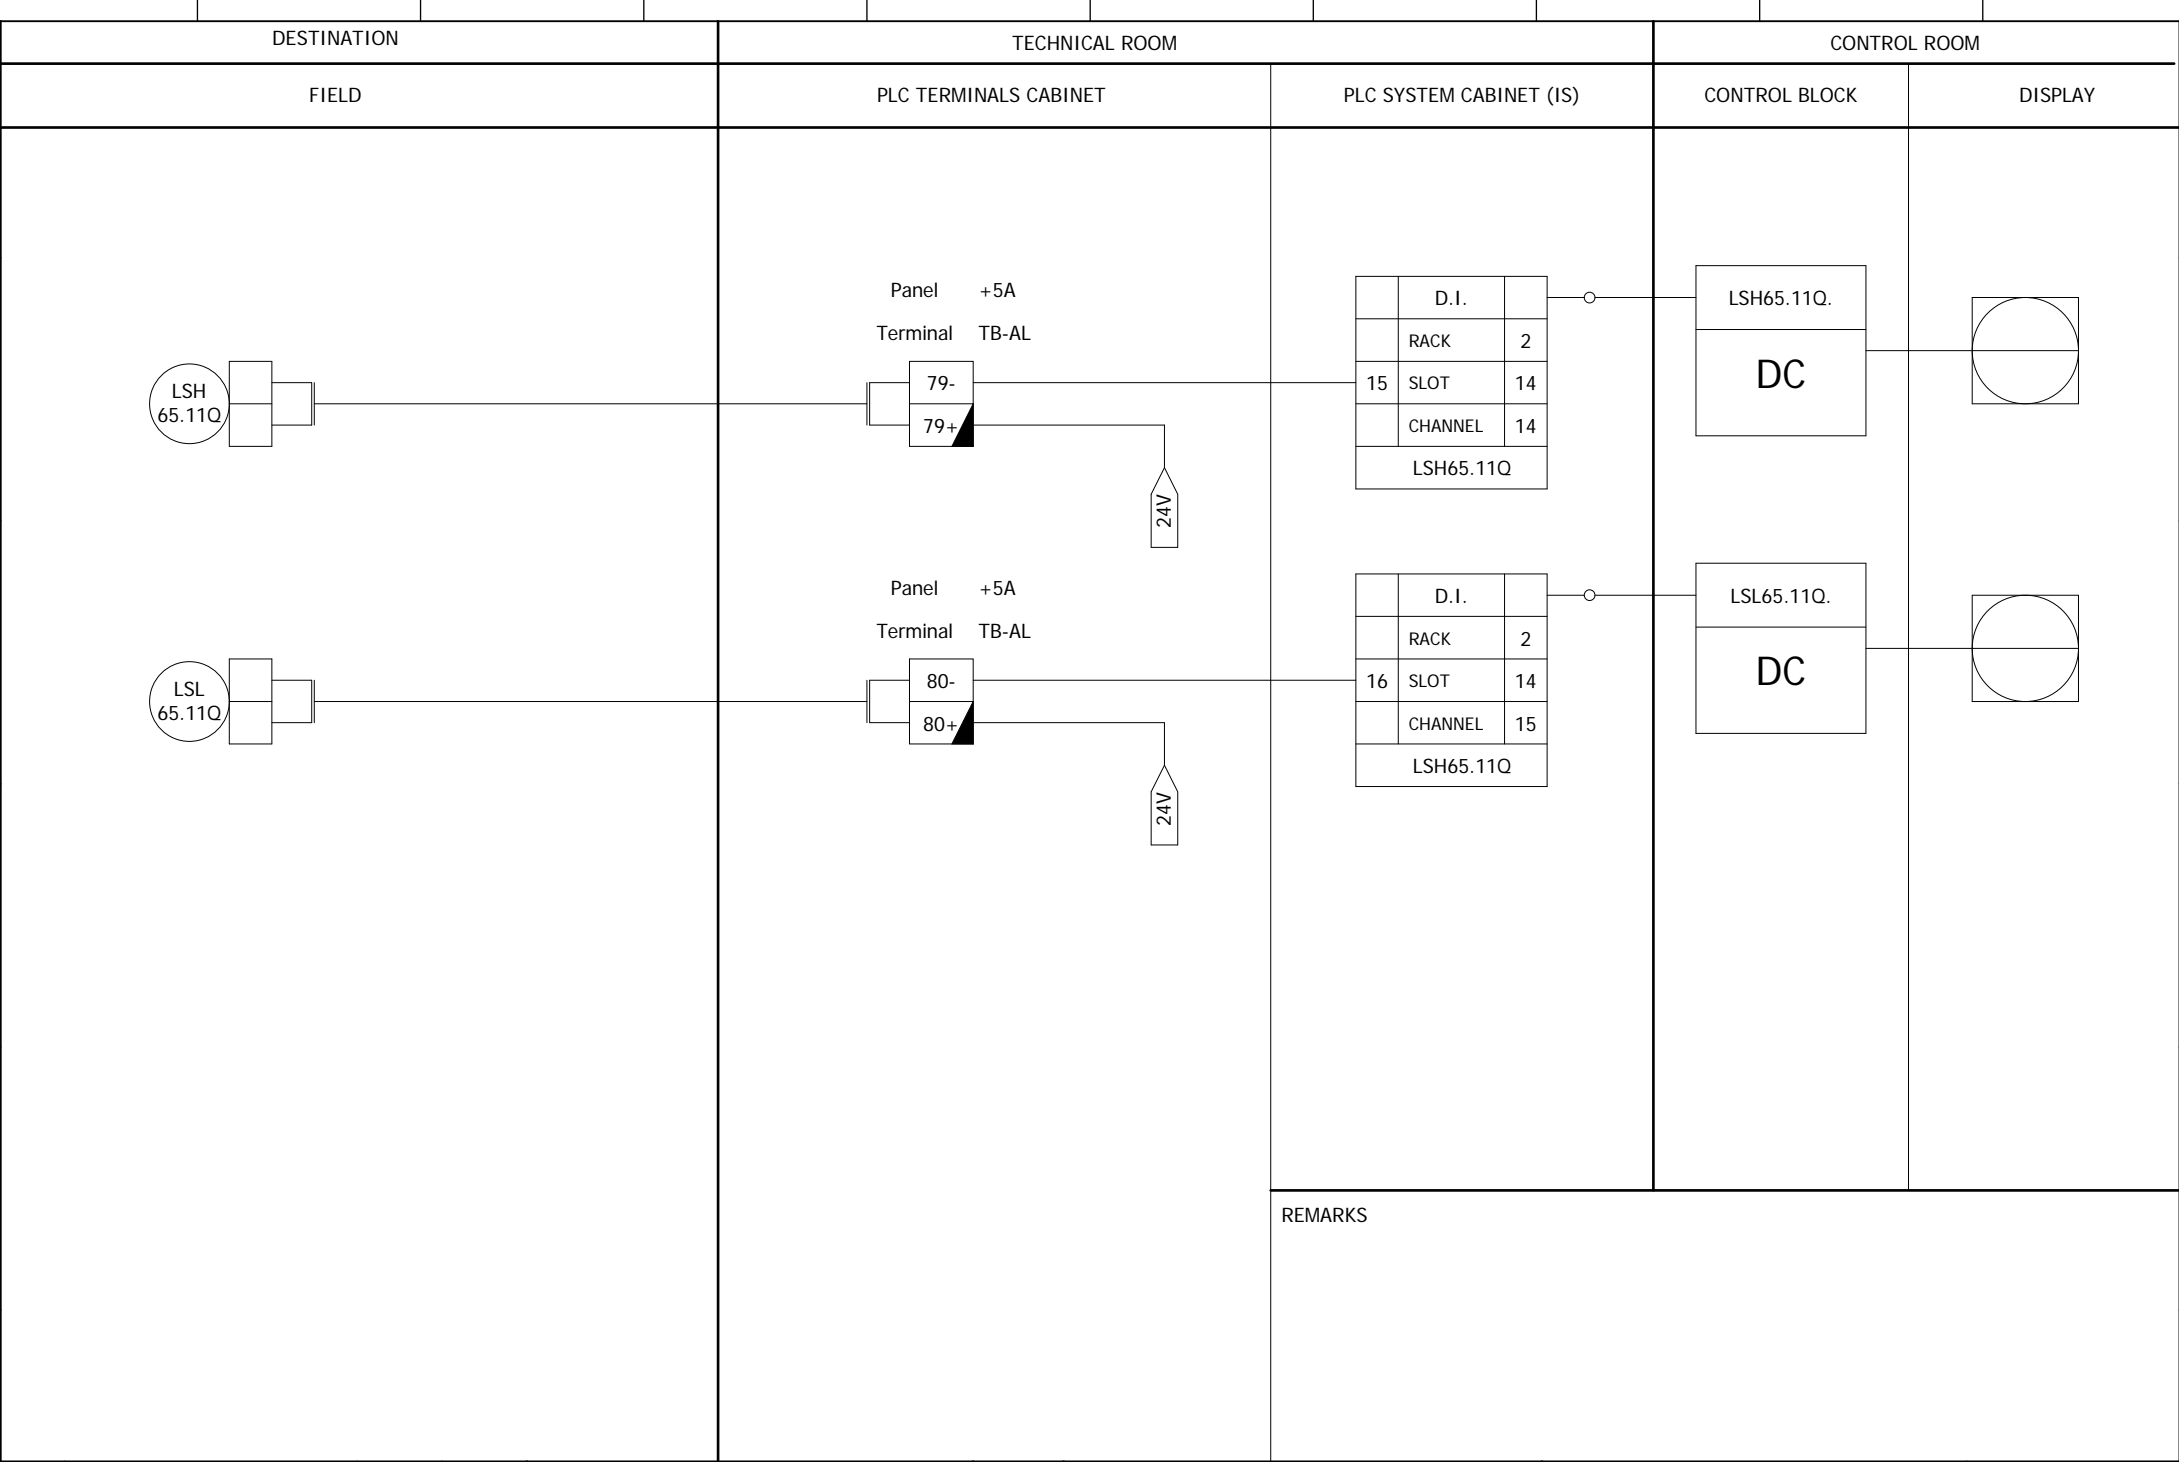 DESTINATION
TECHNICAL ROOM
CONTROL ROOM
FIELD
PLC TERMINALS CABINET
PLC SYSTEM CABINET (IS)
CONTROL BLOCK
DISPLAY
LSH
65.11Q
Panel +5A
Terminal TB-AL
79-
79+
24V
D.I.
RACK 2
15 SLOT 14
CHANNEL 14
LSH65.11Q
LSH65.11Q.
DC
LSL
65.11Q
Panel +5A
Terminal TB-AL
80-
80+
24V
D.I.
RACK 2
16 SLOT 14
CHANNEL 15
LSH65.11Q
LSL65.11Q.
DC
REMARKS